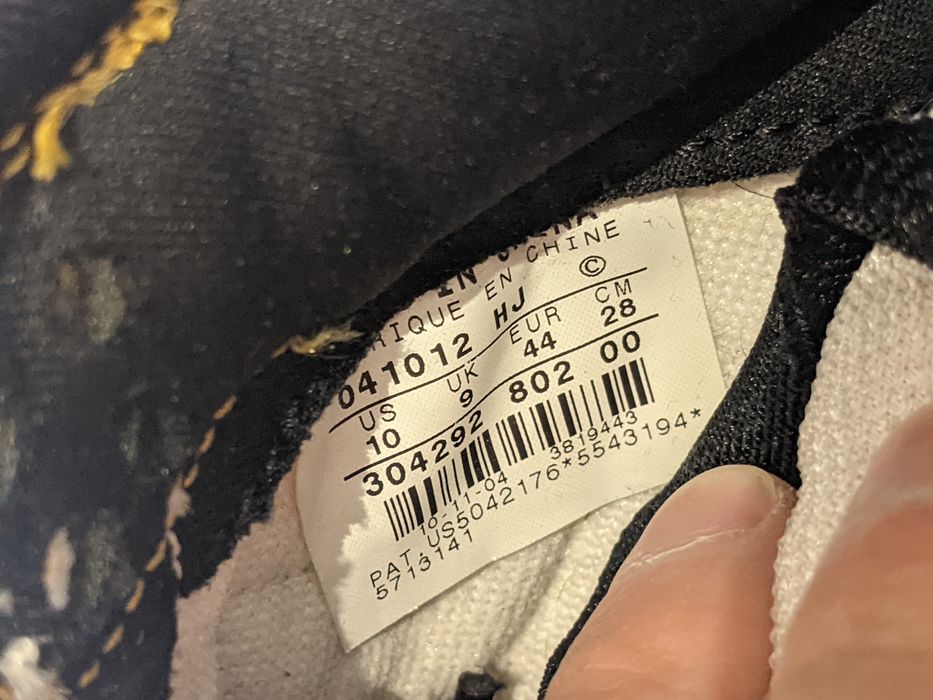 EN CHINE
©
041012 HJ
US UK EUR CM
10 9 44 28
304292 802 00
10-11-04 3819443
PAT. US5042176*5543194*
5713141